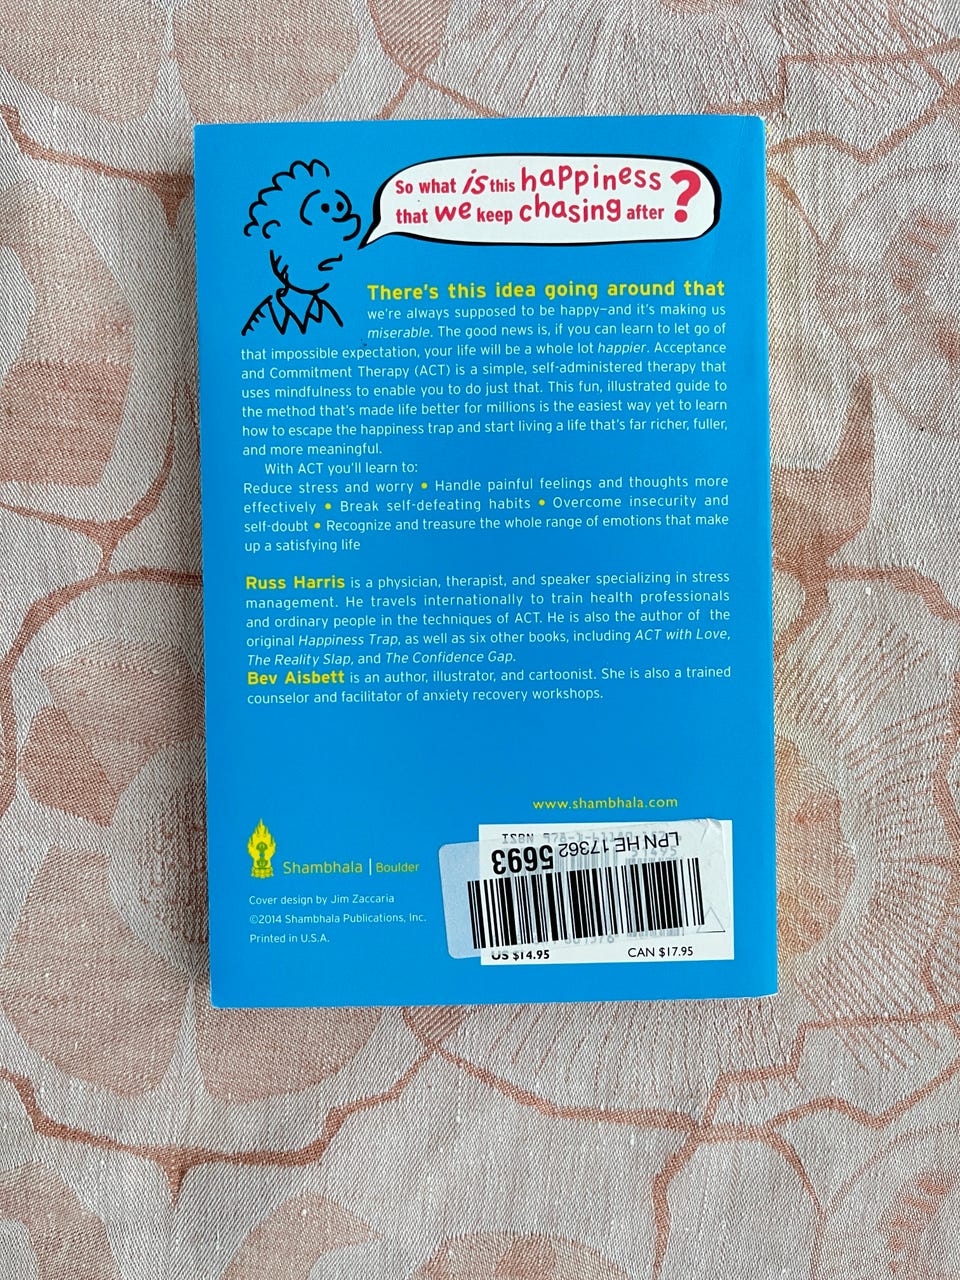 So what is this happiness
that we keep chasing after ?
There's this idea going around that
we're always supposed to be happy—and it's making us
miserable. The good news is, if you can learn to let go of
that impossible expectation, your life will be a whole lot happier. Acceptance
and Commitment Therapy (ACT) is a simple, self-administered therapy that
uses mindfulness to enable you to do just that. This fun, illustrated guide to
the method that's made life better for millions is the easiest way yet to learn
how to escape the happiness trap and start living a life that's far richer, fuller,
and more meaningful.
With ACT you'll learn to:
Reduce stress and worry • Handle painful feelings and thoughts more
effectively • Break self-defeating habits • Overcome insecurity and
self-doubt • Recognize and treasure the whole range of emotions that make
up a satisfying life
Russ Harris is a physician, therapist, and speaker specializing in stress
management. He travels internationally to train health professionals
and ordinary people in the techniques of ACT. He is also the author of the
original Happiness Trap, as well as six other books, including ACT with Love,
The Reality Slap, and The Confidence Gap.
Bev Aisbett is an author, illustrator, and cartoonist. She is also a trained
counselor and facilitator of anxiety recovery workshops.
www.shambhala.com
ISBN
LPN HE 17362
5693
Shambhala | Boulder
Cover design by Jim Zaccaria
©2014 Shambhala Publications, Inc.
Printed in U.S.A.
US $14.95 CAN $17.95